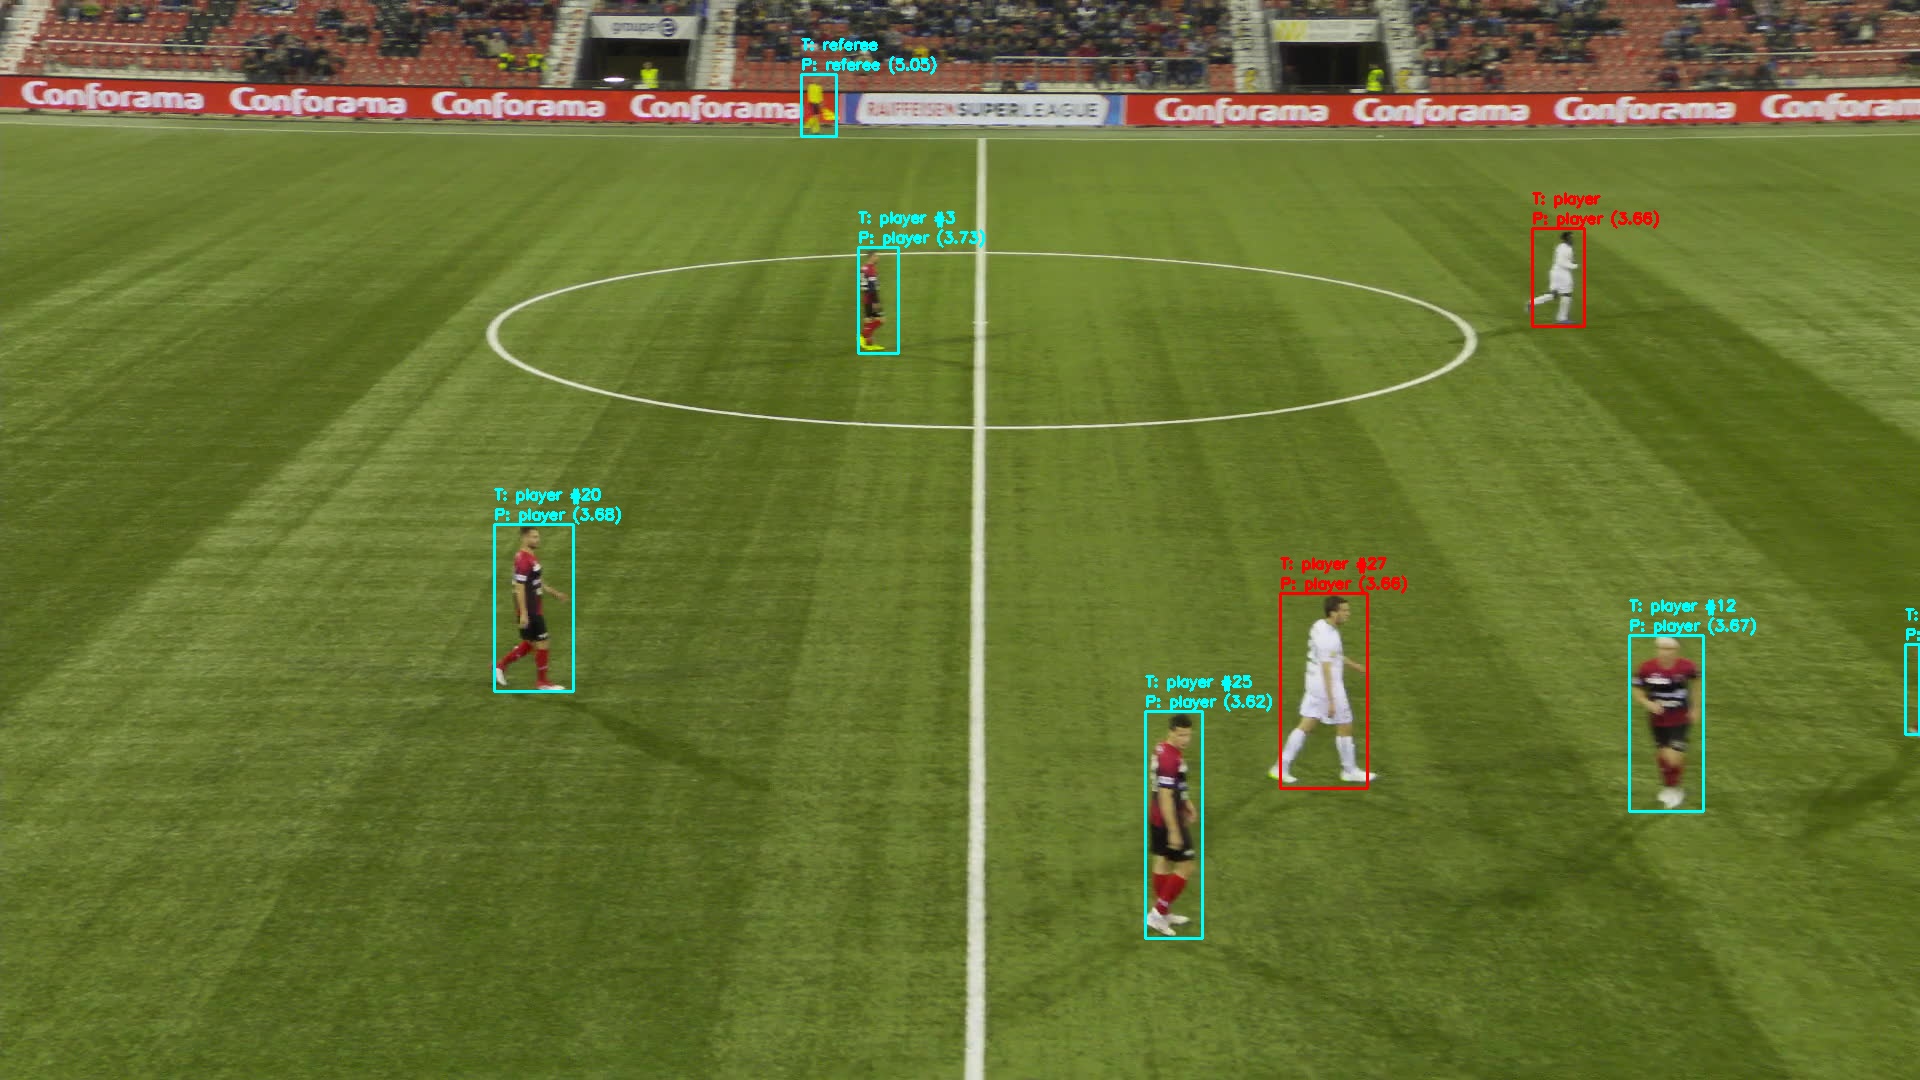 groupe
T: referee
P: referee (5.05)
Conforama Conforama Conforama Conforama RAIFFEISEN SUPER LEAGUE Conforama Conforama Conforama Conforam
T: player
P: player (3.66)
T: player #3
P: player (3.73)
T: player #20
P: player (3.68)
T: player #27
P: player (3.66)
T: player #12
P: player (3.67)
T:
P:
T: player #25
P: player (3.62)